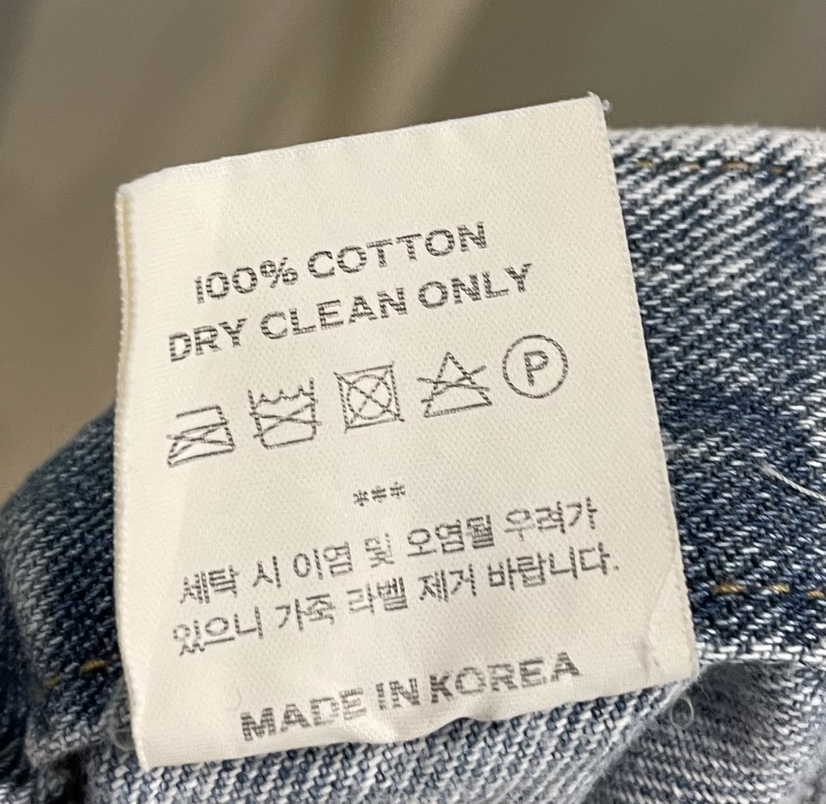 100% COTTON
DRY CLEAN ONLY
P
***
세탁 시 이염 및 오염될 우려가
있으니 가죽 라벨 제거 바랍니다.
MADE IN KOREA